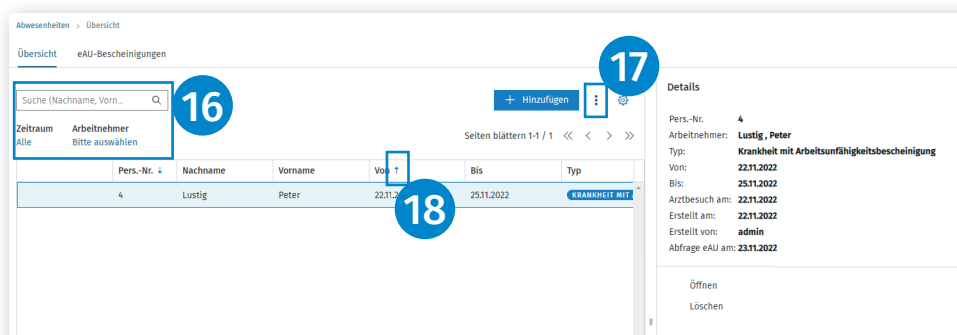 Abwesenheiten > Übersicht
Übersicht eAU-Bescheinigungen
17
Suche (Nachname, Vorn...
16
+ Hinzufügen
Zeitraum Arbeitnehmer
Alle Bitte auswählen
Seiten blättern 1-1 / 1 « < > »
Pers.-Nr. ↓ Nachname Vorname Von ↑ Bis Typ
4 Lustig Peter 22.11.2 25.11.2022 KRANKHEIT MIT
18
Details
Pers.-Nr. 4
Arbeitnehmer: Lustig , Peter
Typ: Krankheit mit Arbeitsunfähigkeitsbescheinigung
Von: 22.11.2022
Bis: 25.11.2022
Arztbesuch am: 22.11.2022
Erstellt am: 22.11.2022
Erstellt von: admin
Abfrage eAU am: 23.11.2022
Öffnen
Löschen